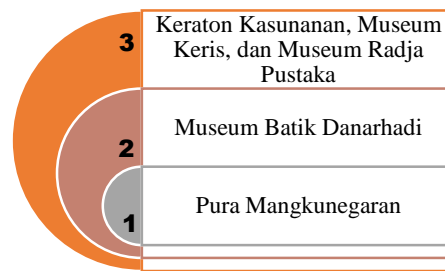 3
Keraton Kasunanan, Museum
Keris, dan Museum Radja
Pustaka
2
Museum Batik Danarhadi
1
Pura Mangkunegaran